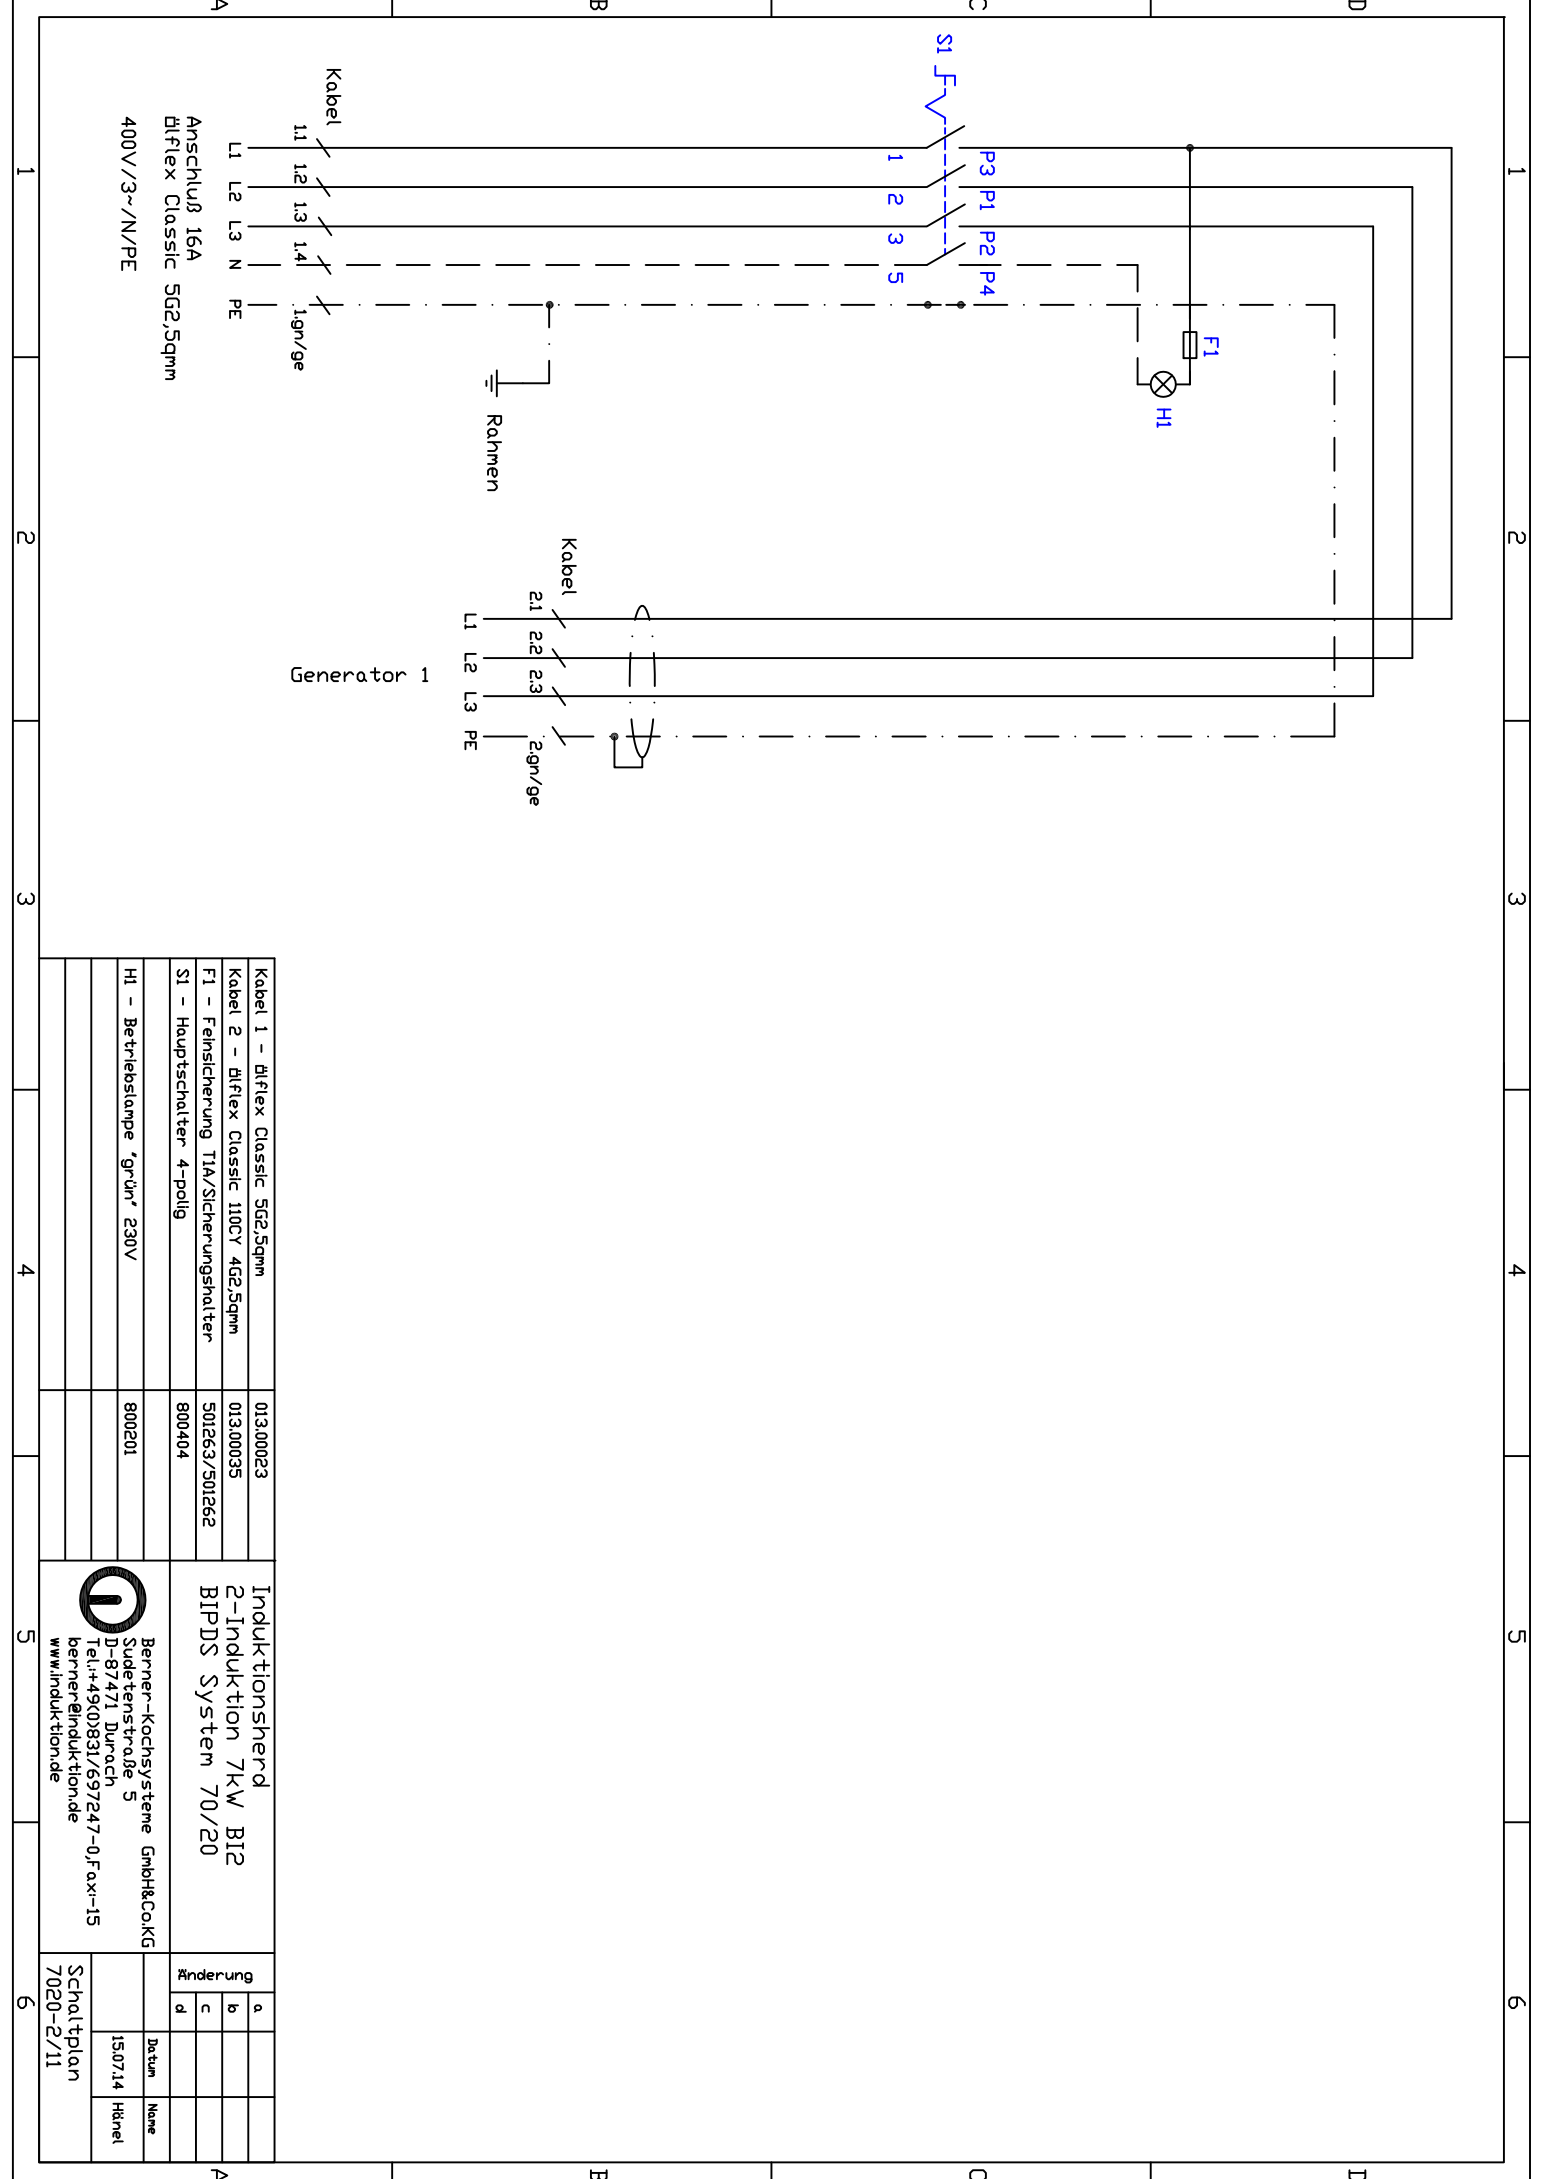 A
B
C
D
1
2
3
4
5
6
1
2
3
4
5
6
A
B
C
D
F1
H1
S1
P3
P1
P2
P4
1
2
3
5
Rahmen
Kabel
1.1
1.2
1.3
1.4
1.gn/ge
L1
L2
L3
N
PE
Anschluß 16A
Ölflex Classic 5G2,5qmm
400V/3~/N/PE
Kabel
2.1
2.2
2.3
2.gn/ge
L1
L2
L3
PE
Generator 1
Kabel 1 - Ölflex Classic 5G2,5qmm 013.00023
Kabel 2 - Ölflex Classic 110CY 4G2,5qmm 013.00035
F1 - Feinsicherung T1A/Sicherungshalter 501263/501262
S1 - Hauptschalter 4-polig 800404
H1 - Betriebslampe "grün" 230V 800201
Induktionsherd
2-Induktion 7kW BI2
BIPDS System 70/20
Berner-Kochsysteme GmbH&Co.KG
Sudetenstraße 5
D-87471 Durach
Tel.:+49(0)831/697247-0,Fax:-15
berner@induktion.de
www.induktion.de
Änderung
a
b
c
d
Datum Name
15.07.14 Hänel
Schaltplan
7020-2/11